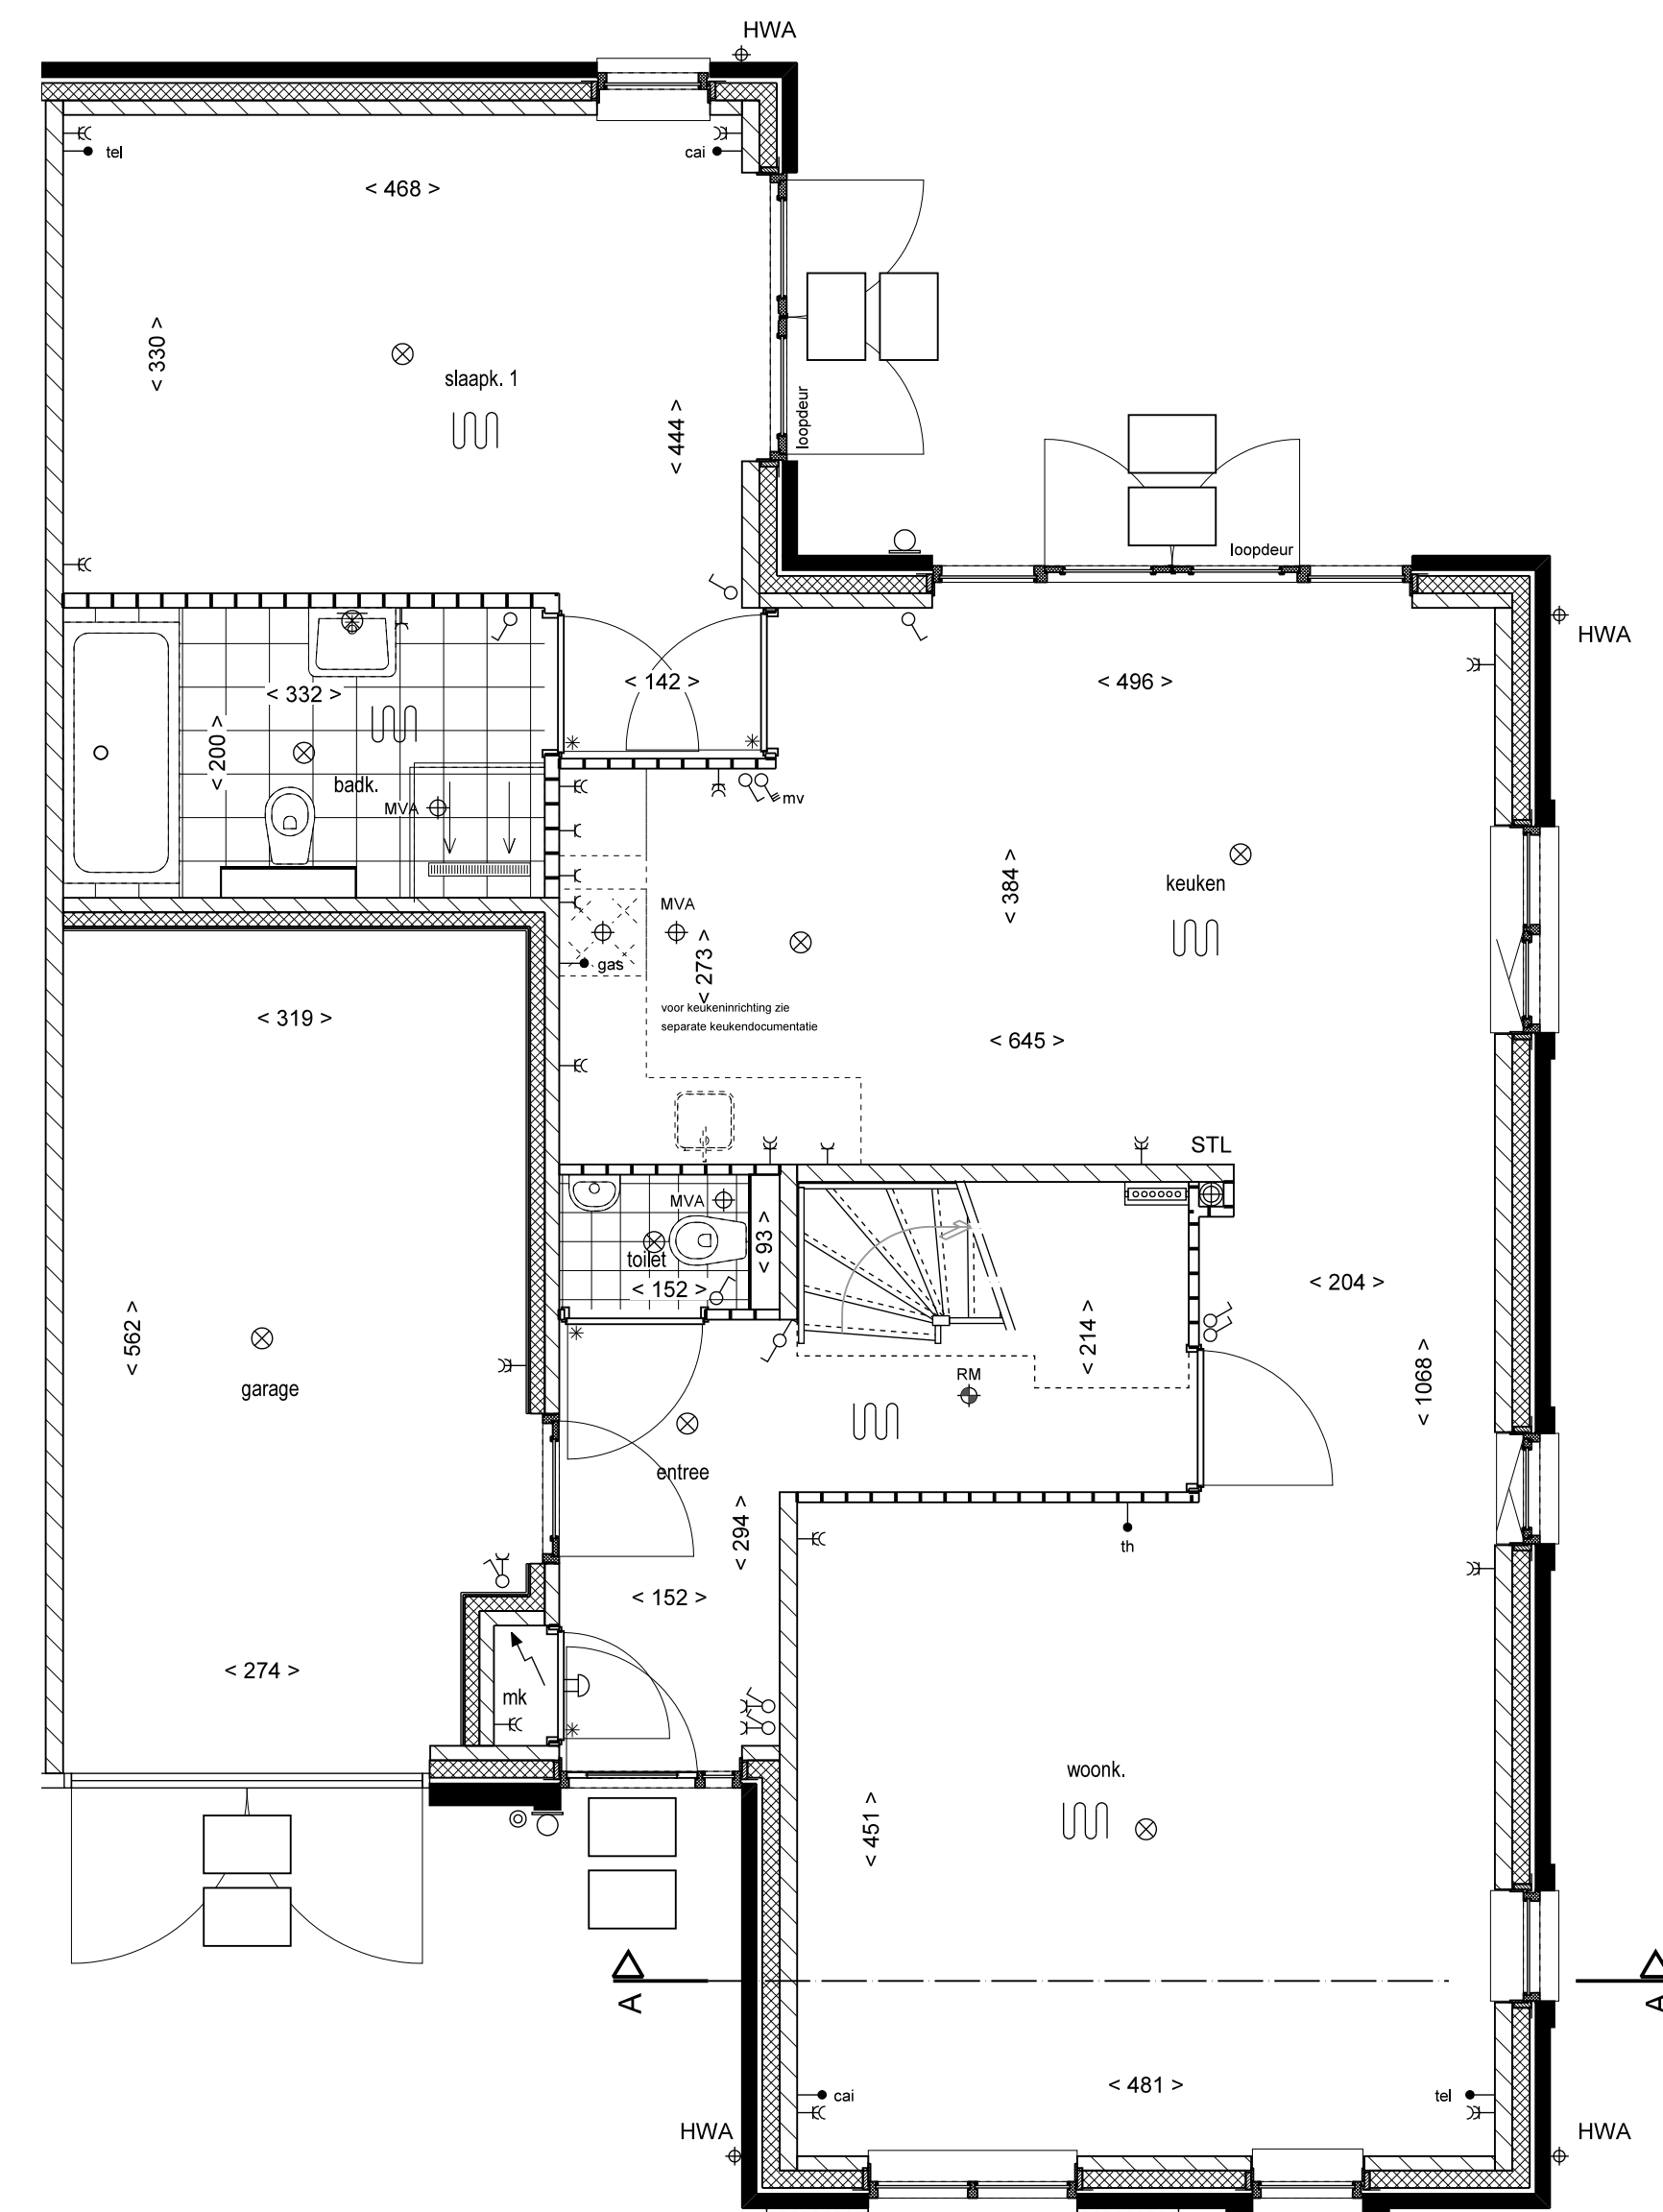 HWA
tel
cai
< 468 >
< 330 >
slaapk. 1
< 444 >
loopdeur
loopdeur
HWA
< 332 >
< 142 >
< 496 >
< 200 >
badk.
MVA
mv
keuken
< 384 >
MVA
gas
< 273 >
voor keukeninrichting zie
separate keukendocumentatie
< 319 >
< 645 >
STL
MVA
toilet
< 93 >
< 152 >
< 204 >
< 562 >
garage
< 214 >
RM
< 1068 >
entree
< 294 >
th
< 152 >
< 274 >
mk
woonk.
< 451 >
A
A
< 481 >
cai
tel
HWA
HWA